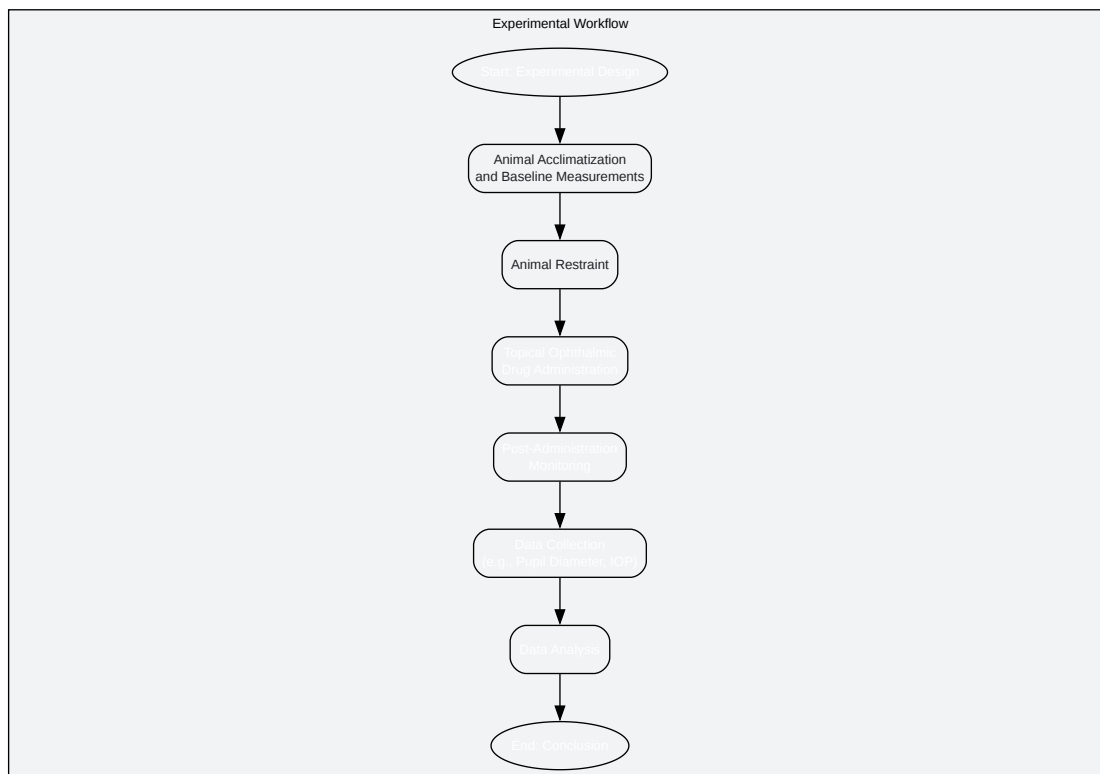 Experimental Workflow
Start: Experimental Design
Animal Acclimatization
and Baseline Measurements
Animal Restraint
Topical Ophthalmic
Drug Administration
Post-Administration
Monitoring
Data Collection
(e.g., Pupil Diameter, IOP)
Data Analysis
End: Conclusion